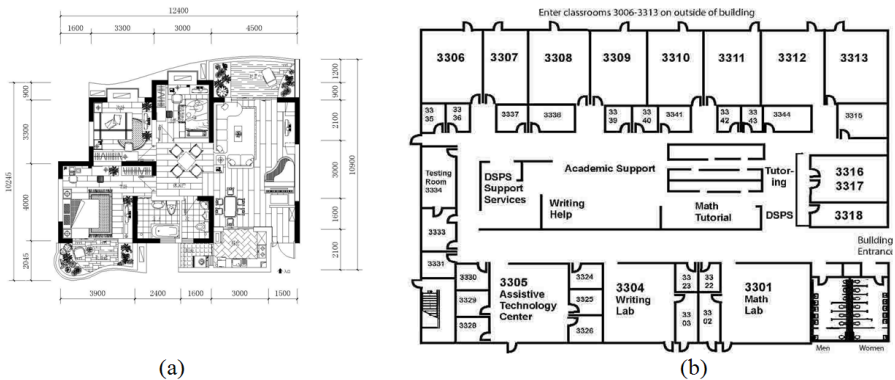 12400
1600 3300 3000 4500
10245
900
3300
4000
2045
1200
900
2100
3000
1600
2100
10900
3900 2400 1600 3000 1500
(a)
Enter classrooms 3006-3313 on outside of building
3306 3307 3308 3309 3310 3311 3312 3313
33
35
33
36
3337
3338
33
39
33
40
3341
33
42
33
43
3344
3315
Testing
Room
3334
DSPS
Support
Services
Academic Support
Tutor-
ing
3316
3317
3318
Writing
Help
Math
Tutorial
DSPS
3333
3331
Building
Entrance
3330
3329
3328
3305
Assistive
Technology
Center
3324
3325
3326
3304
Writing
Lab
33
23
33
22
33
03
33
02
3301
Math
Lab
Men Women
(b)